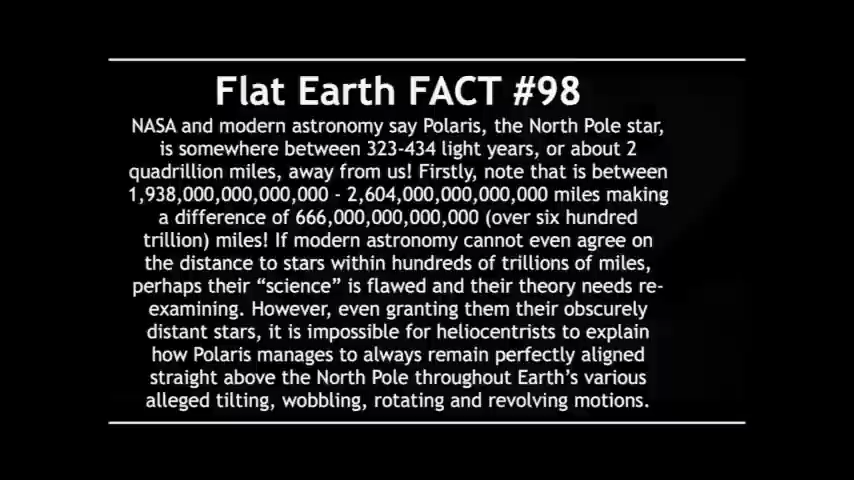 Flat Earth FACT #98
NASA and modern astronomy say Polaris, the North Pole star,
is somewhere between 323-434 light years, or about 2
quadrillion miles, away from us! Firstly, note that is between
1,938,000,000,000,000 - 2,604,000,000,000,000 miles making
a difference of 666,000,000,000,000 (over six hundred
trillion) miles! If modern astronomy cannot even agree on
the distance to stars within hundreds of trillions of miles,
perhaps their “science” is flawed and their theory needs re-
examining. However, even granting them their obscurely
distant stars, it is impossible for heliocentrists to explain
how Polaris manages to always remain perfectly aligned
straight above the North Pole throughout Earth’s various
alleged tilting, wobbling, rotating and revolving motions.